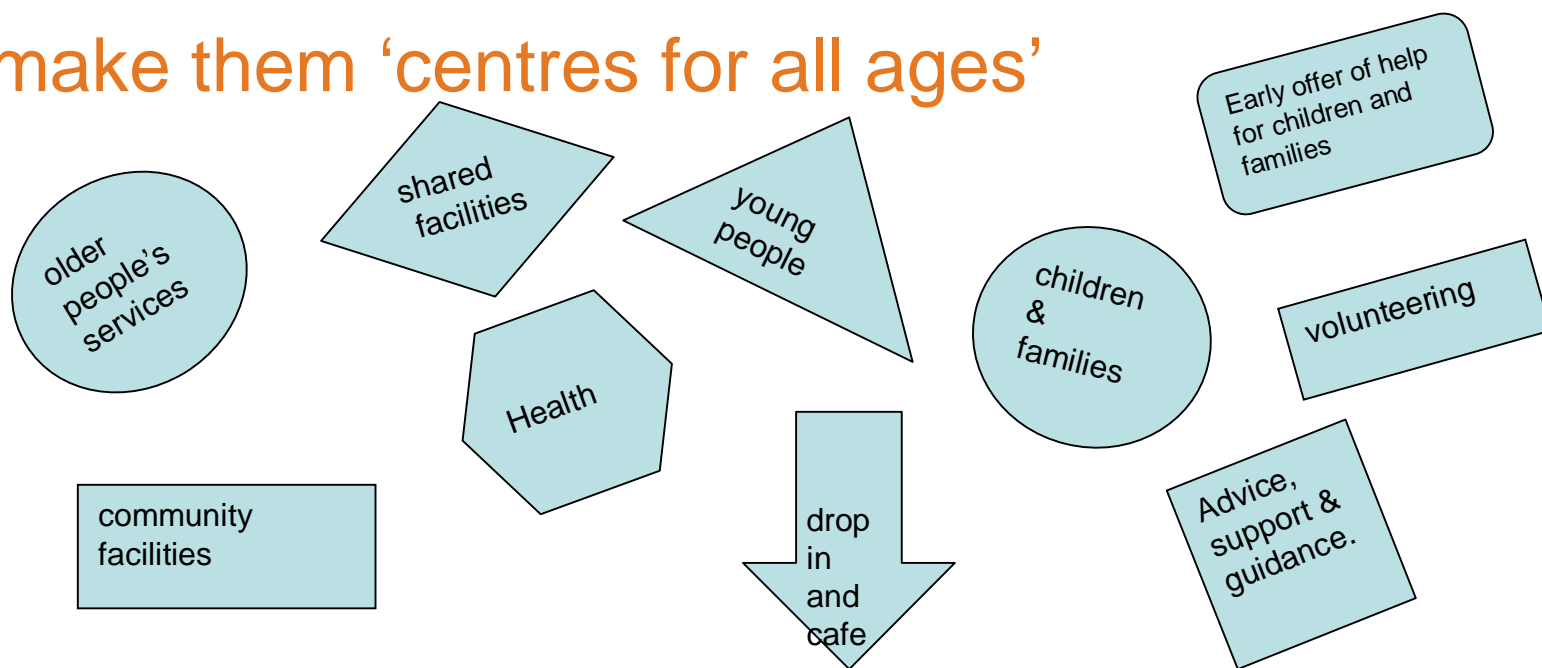 make them ‘centres for all ages’
older
people’s
services
shared
facilities
young
people
Early offer of help
for children and
families
children
&
families
volunteering
Health
community
facilities
drop
in
and
cafe
Advice,
support &
guidance.